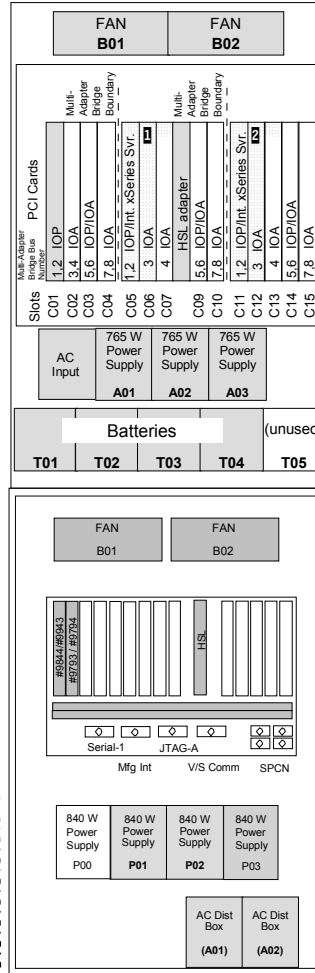 FAN
B01
FAN
B02
Multi-
Adapter
Bridge
Boundary
Multi-
Adapter
Bridge
Boundary
Multi-Adapter
Bridge Bus
Number
PCI Cards
Slots
C01 1,2 IOP
C02 3,4 IOA
C03 5,6 IOP/IOA
C04 7,8 IOA
C05 1,2 IOP/Int. xSeries Svr.
C06 3 IOA 1
C07 4 IOA
HSL adapter
C09 5,6 IOP/IOA
C10 7,8 IOA
C11 1,2 IOP/Int. xSeries Svr.
C12 3 IOA 2
C13 4 IOA
C14 5,6 IOP/IOA
C15 7,8 IOA
AC
Input
765 W
Power
Supply
A01
765 W
Power
Supply
A02
765 W
Power
Supply
A03
Batteries
(unused
T01 T02 T03 T04 T05
FAN
B01
FAN
B02
#9844/#9943
#9793 / #9794
HSL
Serial-1 JTAG-A
Mfg Int V/S Comm SPCN
840 W
Power
Supply
P00
840 W
Power
Supply
P01
840 W
Power
Supply
P02
840 W
Power
Supply
P03
AC Dist
Box
(A01)
AC Dist
Box
(A02)